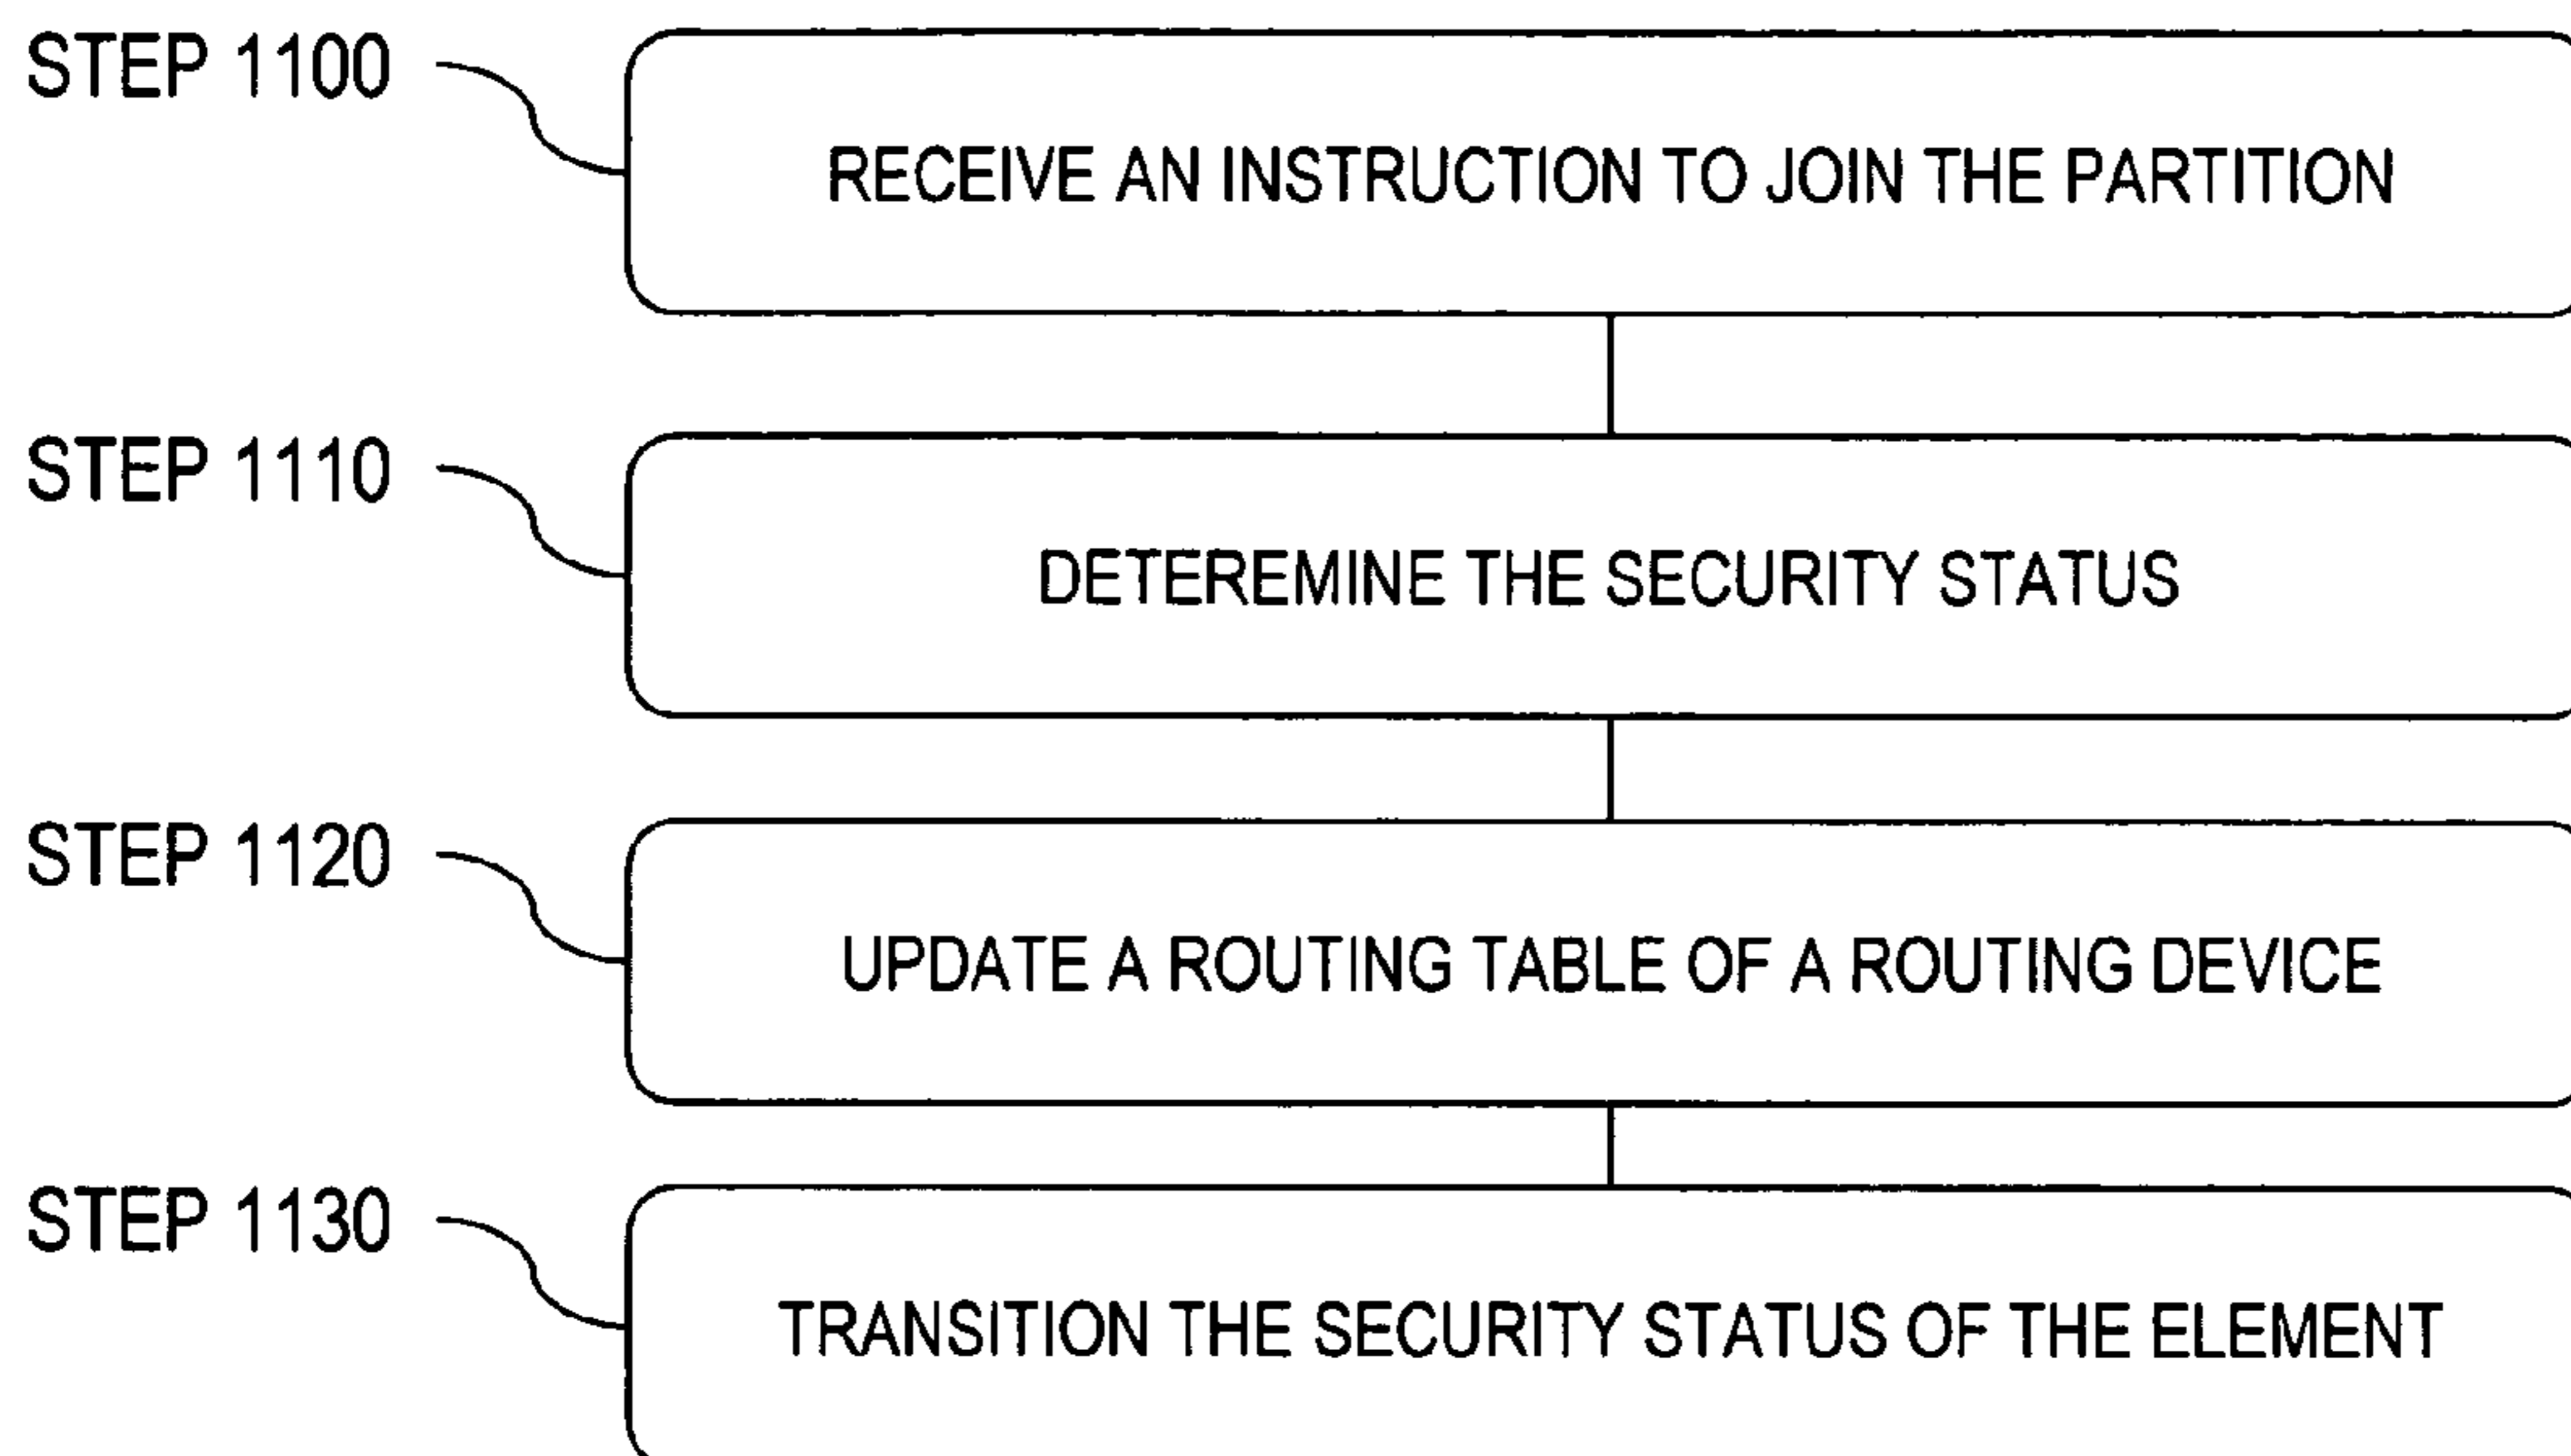 STEP 1100
RECEIVE AN INSTRUCTION TO JOIN THE PARTITION
STEP 1110
DETEREMINE THE SECURITY STATUS
STEP 1120
UPDATE A ROUTING TABLE OF A ROUTING DEVICE
STEP 1130
TRANSITION THE SECURITY STATUS OF THE ELEMENT